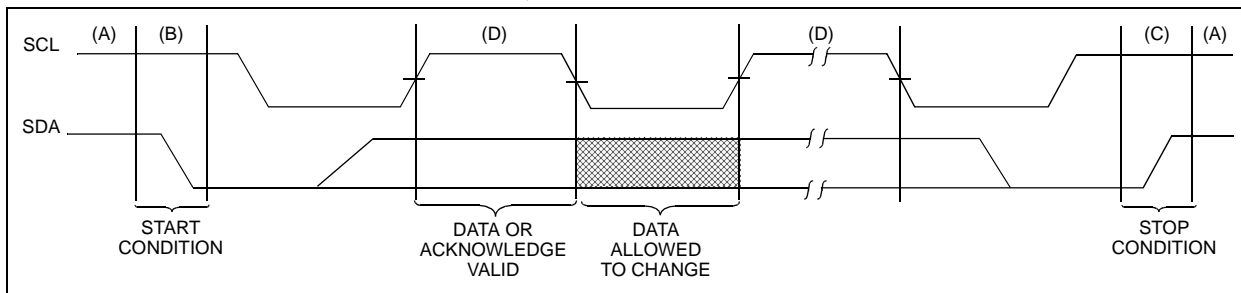 (A) (B) (D) (D) (C) (A)
SCL
SDA
START
CONDITION
DATA OR
ACKNOWLEDGE
VALID
DATA
ALLOWED
TO CHANGE
STOP
CONDITION